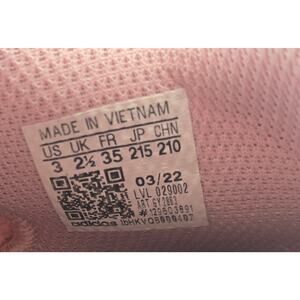 MADE IN VIETNAM
US UK FR JP CHN
3 2½ 35 215 210
03/22
LVL 029002
ART GY2863
adidas